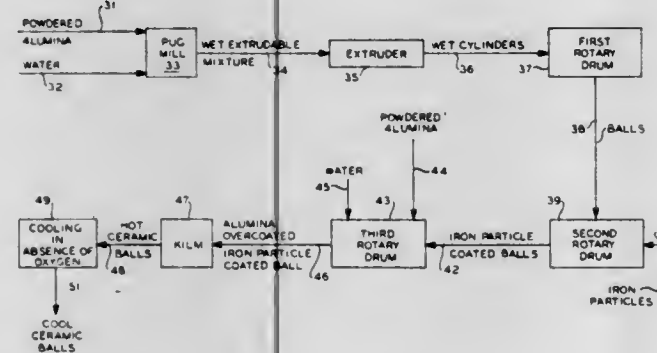 POWDERED 31
ALUMINA
WATER
32
PUG
MILL
33
WET EXTRUDABLE
MIXTURE 34
EXTRUDER
35
WET CYLINDERS
36
FIRST
ROTARY
DRUM
37
38 BALLS
POWDERED
ALUMINA
44
WATER
45
43
THIRD
ROTARY
DRUM
39
SECOND
ROTARY
DRUM
IRON
PARTICLES
IRON PARTICLE
COATED BALLS
42
ALUMINA
OVERCOATED
IRON PARTICLE
COATED BALL 46
47
KILM
HOT
CERAMIC
BALLS
48
49
COOLING
IN
ABSENCE OF
OXYGEN
51
COOL
CERAMIC
BALLS